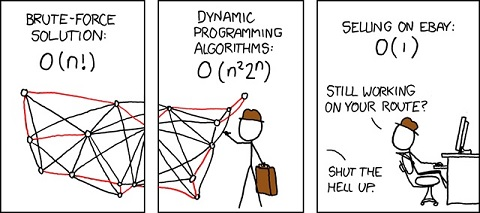 BRUTE-FORCE
SOLUTION:
O(n!)
DYNAMIC
PROGRAMMING
ALGORITHMS:
O(n²2ⁿ)
SELLING ON EBAY:
O(1)
STILL WORKING
ON YOUR ROUTE?
SHUT THE
HELL UP.